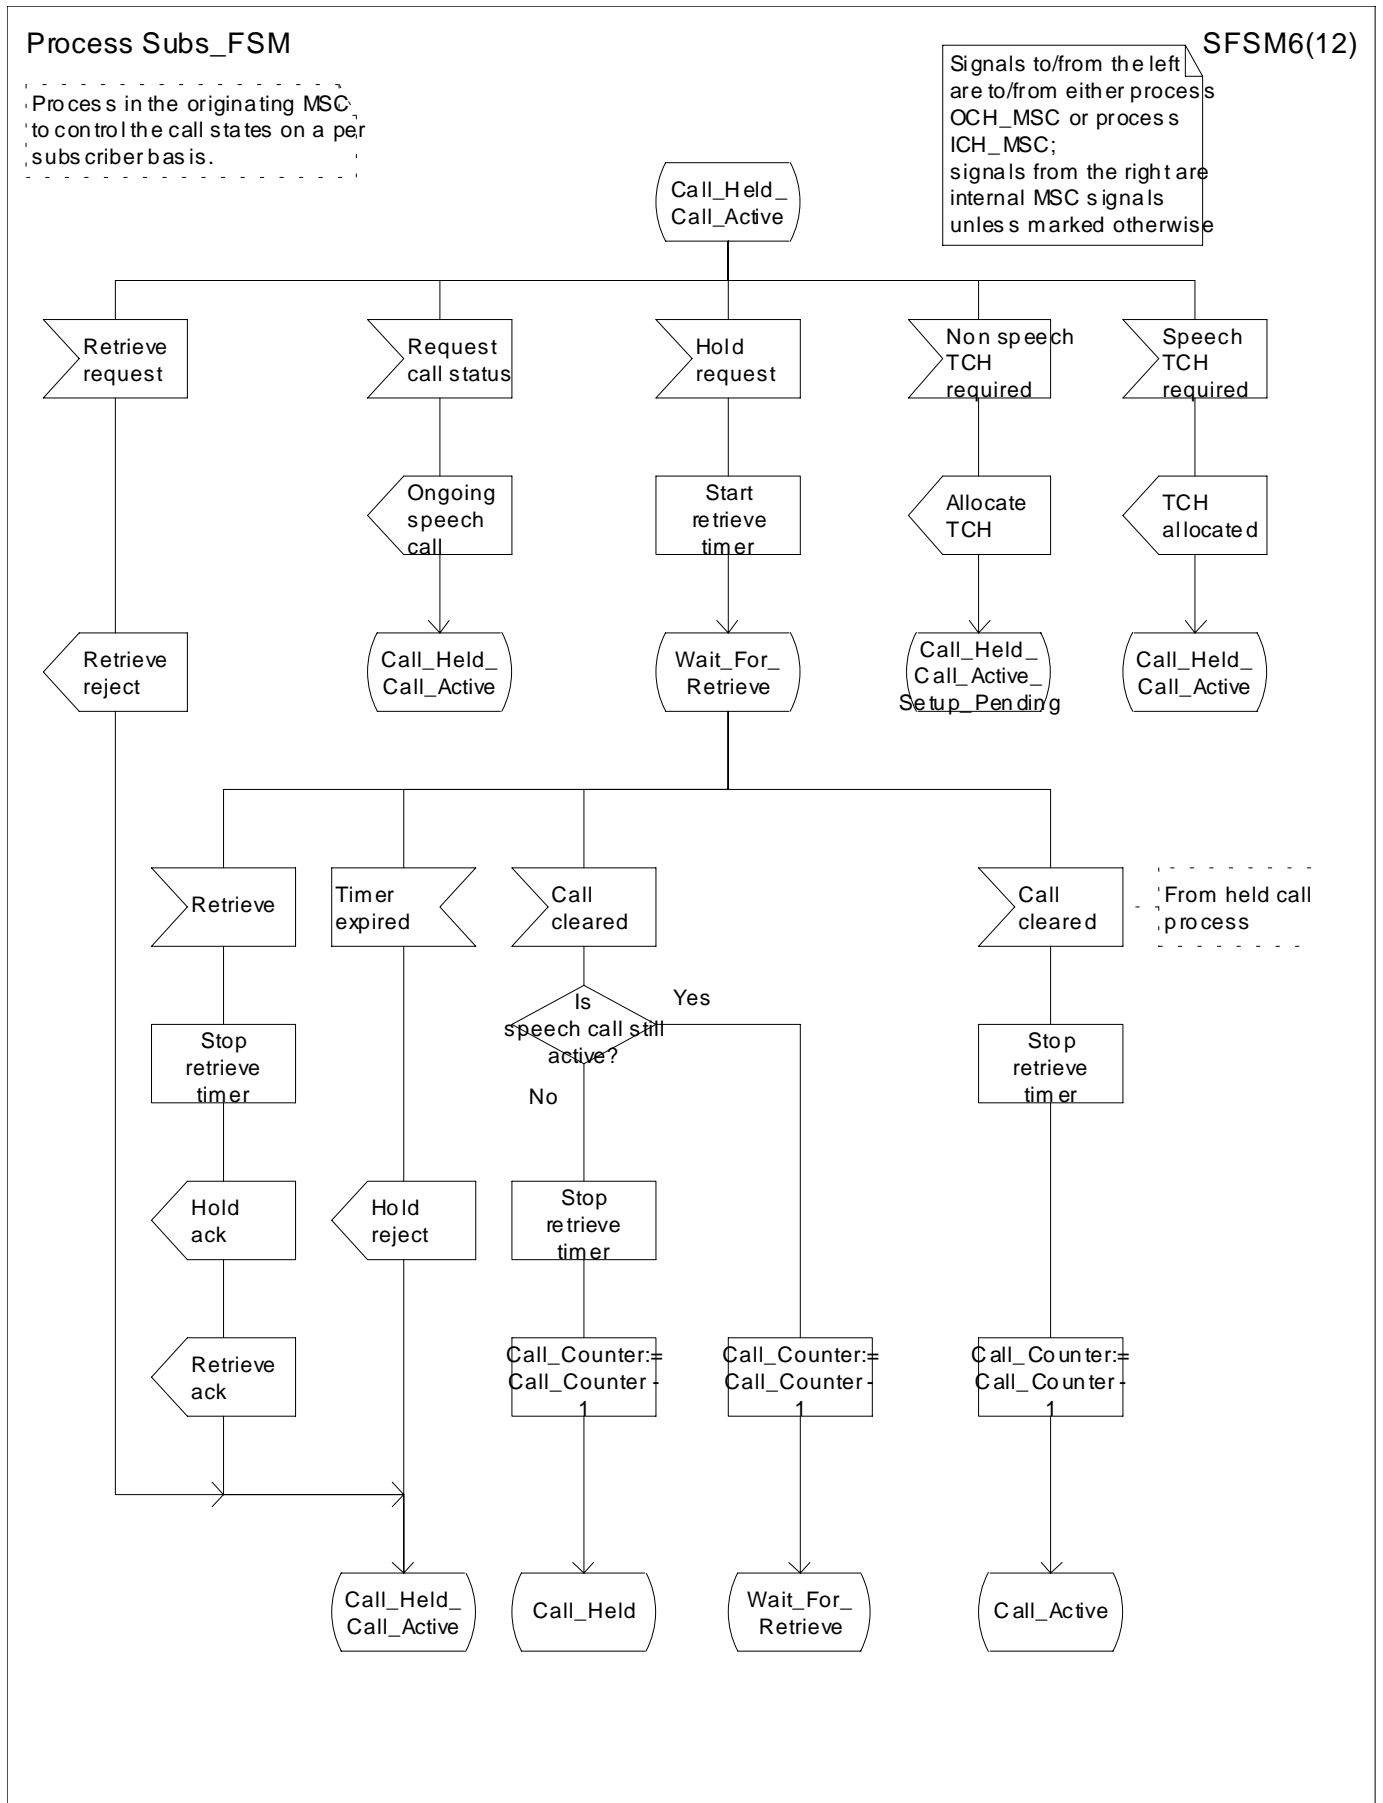 Process Subs_FSM
SFSM6(12)
Process in the originating MSC
to control the call states on a per
subscriber basis.
Signals to/from the left
are to/from either process
OCH_MSC or process
ICH_MSC;
signals from the right are
internal MSC signals
unless marked otherwise
Call_Held_
Call_Active
Retrieve
request
Request
call status
Hold
request
Non speech
TCH
required
Speech
TCH
required
Ongoing
speech
call
Start
retrieve
timer
Allocate
TCH
TCH
allocated
Retrieve
reject
Call_Held_
Call_Active
Wait_For_
Retrieve
Call_Held_
Call_Active_
Setup_Pending
Call_Held_
Call_Active
Retrieve
Timer
expired
Call
cleared
Call
cleared
From held call
process
Is
speech call still
active?
Yes
No
Stop
retrieve
timer
Stop
retrieve
timer
Hold
ack
Hold
reject
Stop
retrieve
timer
Retrieve
ack
Call_Counter:=
Call_Counter -
1
Call_Counter:=
Call_Counter -
1
Call_Counter:=
Call_Counter -
1
Call_Held_
Call_Active
Call_Held
Wait_For_
Retrieve
Call_Active